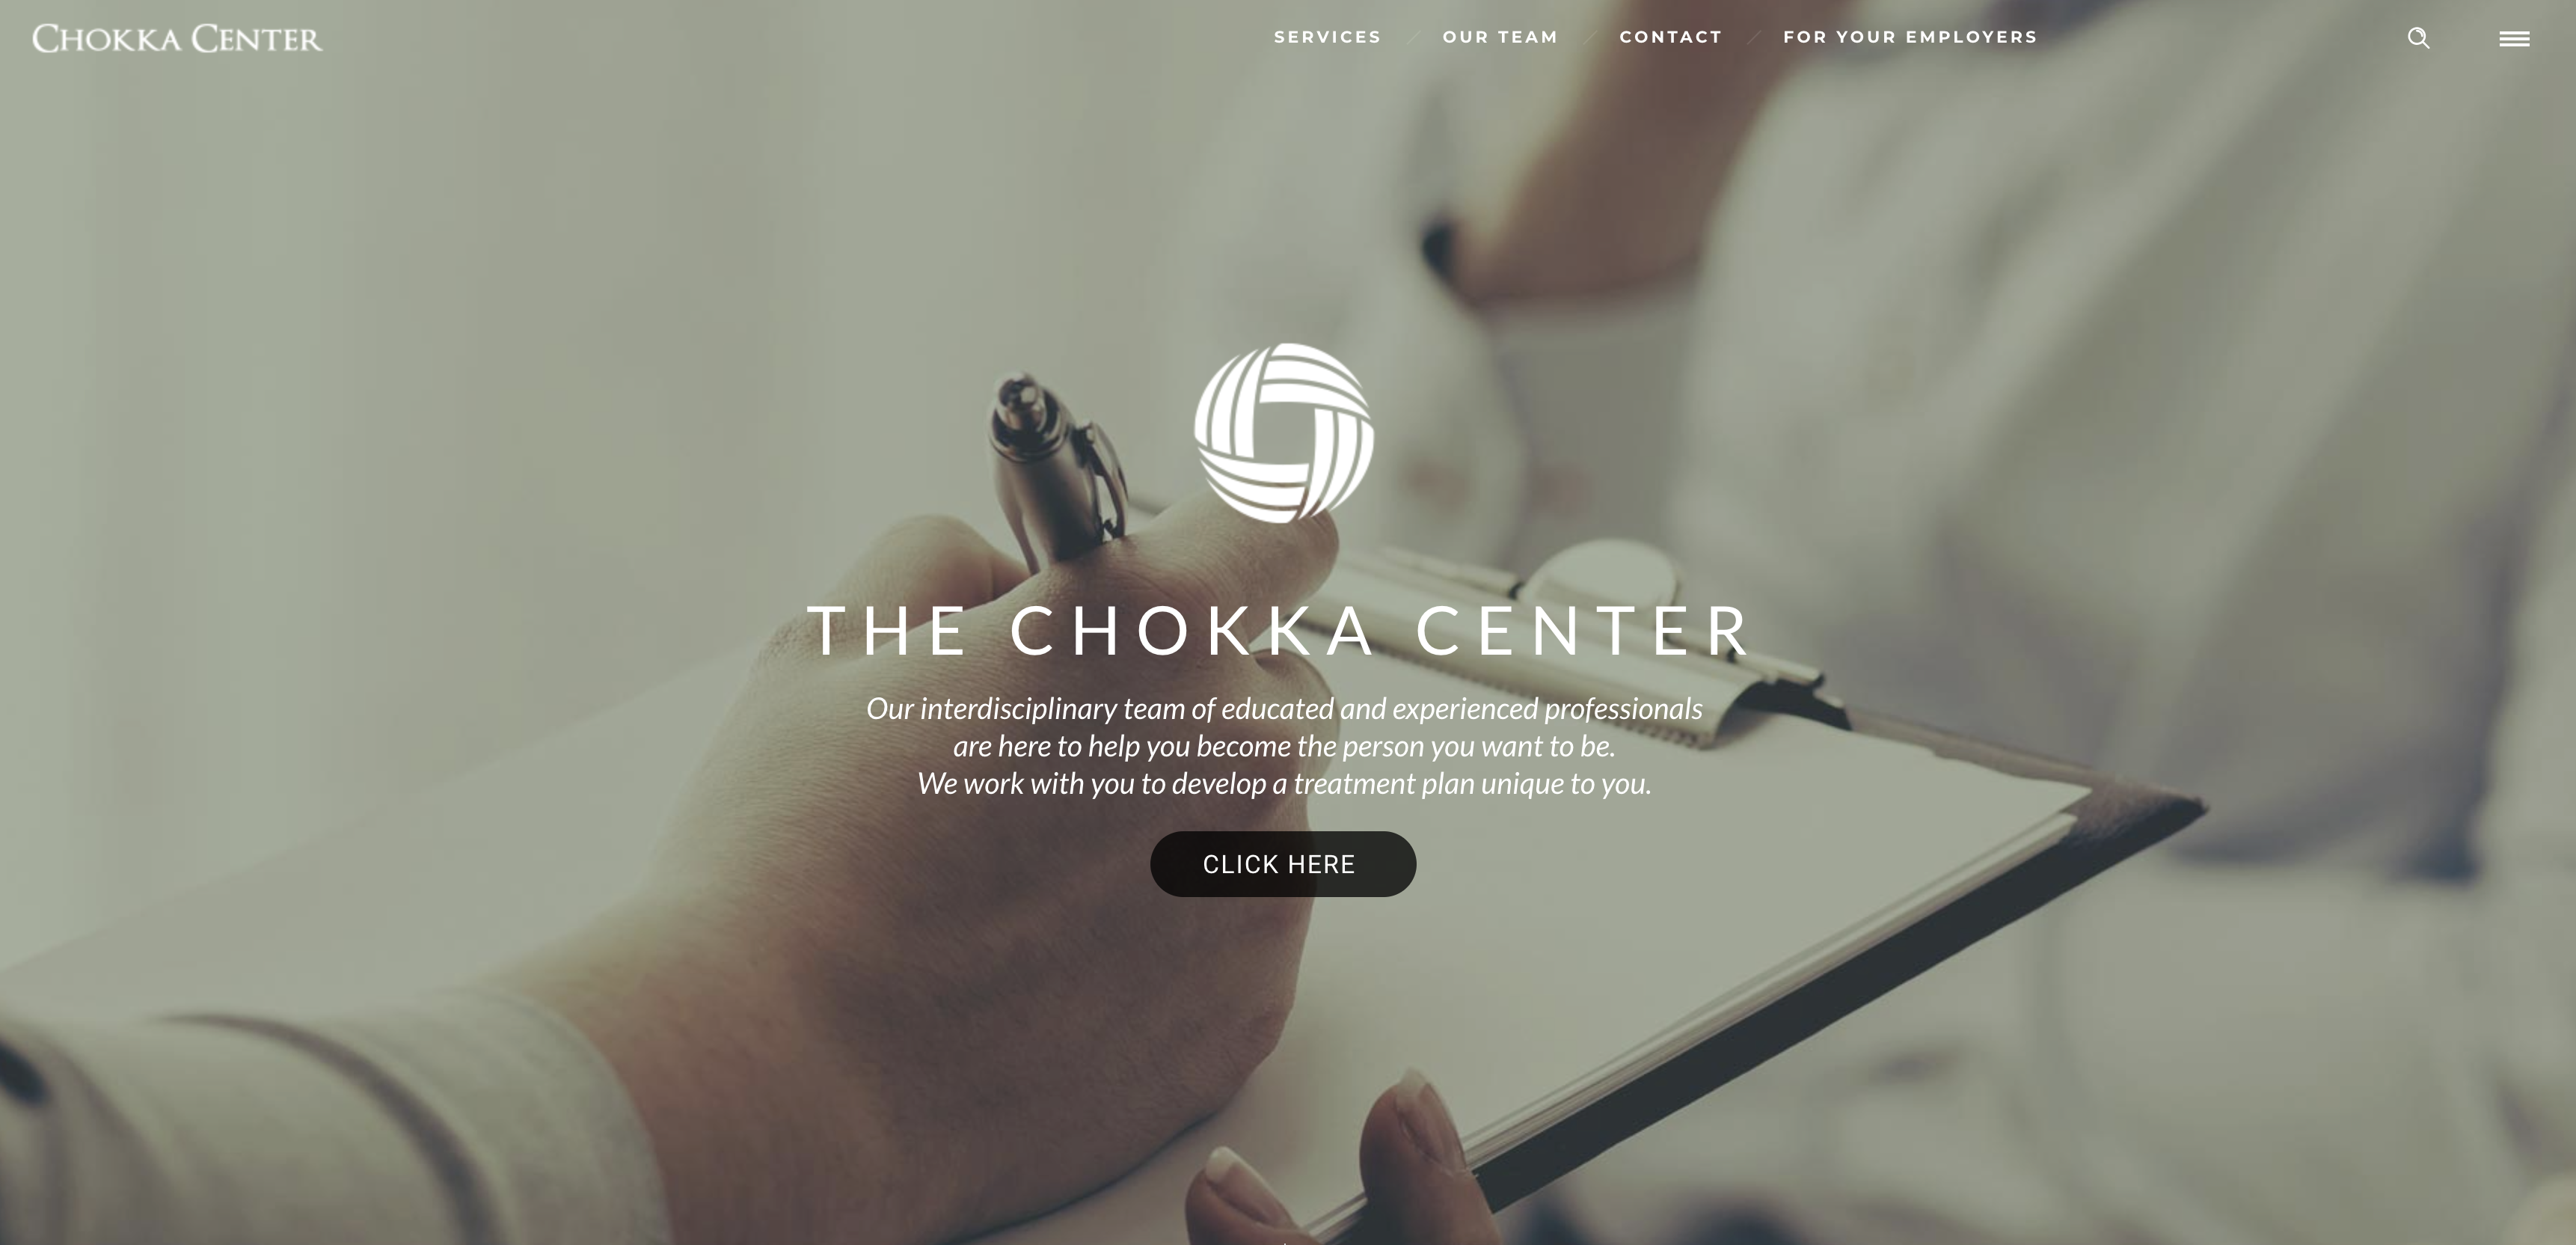 CHOKKA CENTER
SERVICES / OUR TEAM / CONTACT / FOR YOUR EMPLOYERS
THE CHOKKA CENTER
Our interdisciplinary team of educated and experienced professionals
are here to help you become the person you want to be.
We work with you to develop a treatment plan unique to you.
CLICK HERE